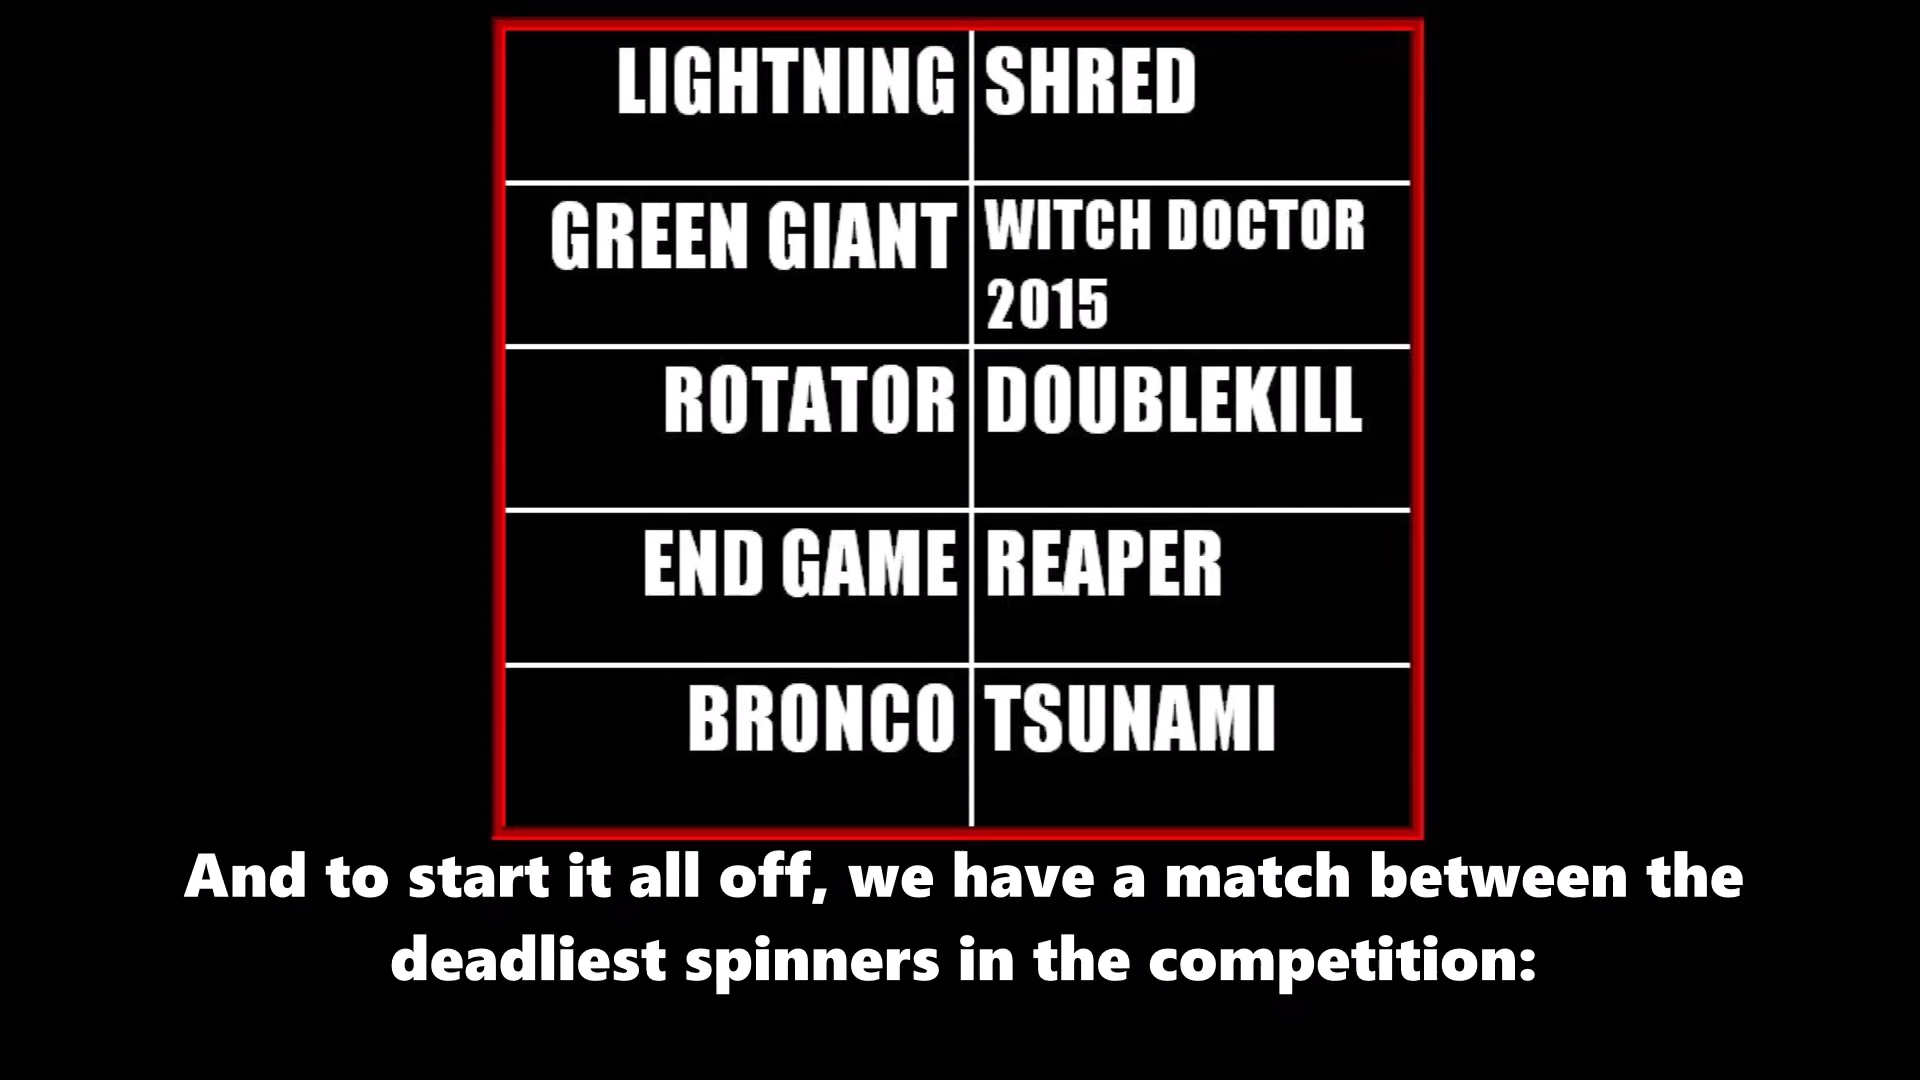 LIGHTNING SHRED
GREEN GIANT WITCH DOCTOR
2015
ROTATOR DOUBLEKILL
END GAME REAPER
BRONCO TSUNAMI
And to start it all off, we have a match between the
deadliest spinners in the competition: